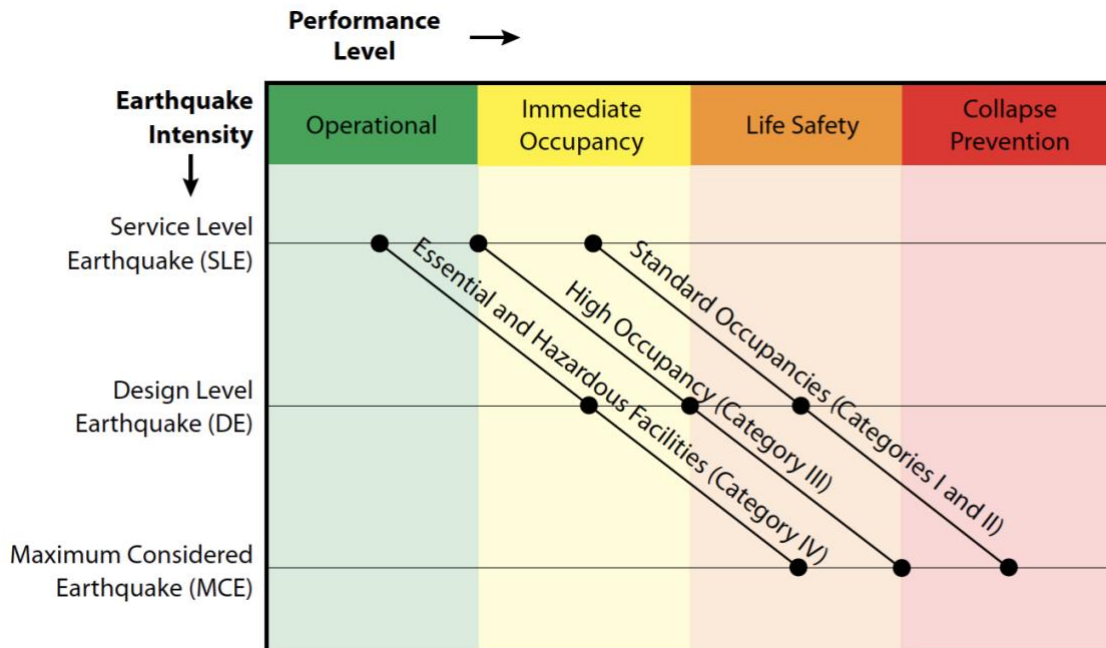 Performance
Level
Earthquake
Intensity
Operational
Immediate
Occupancy
Life Safety
Collapse
Prevention
Service Level
Earthquake (SLE)
Design Level
Earthquake (DE)
Maximum Considered
Earthquake (MCE)
Essential and Hazardous Facilities (Category IV)
High Occupancy (Category III)
Standard Occupancies (Categories I and II)